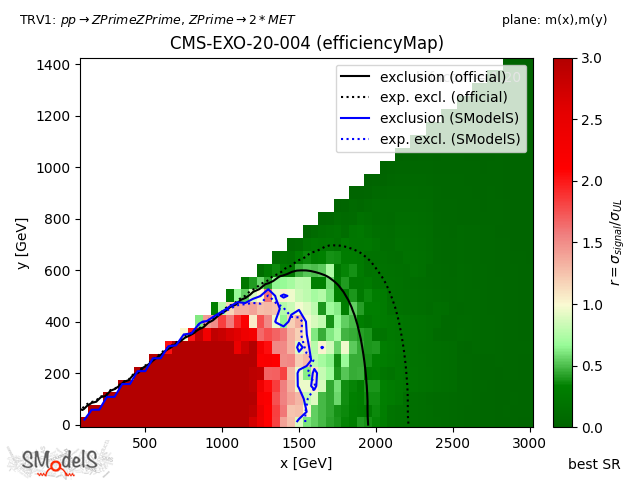 TRV1: pp → ZPrimeZPrime, ZPrime → 2 * MET
plane: m(x),m(y)
CMS-EXO-20-004 (efficiencyMap)
exclusion (official)
exp. excl. (official)
exclusion (SModelS)
exp. excl. (SModelS)
y [GeV]
1400
1200
1000
800
600
400
200
0
500
1000
1500
2000
2500
3000
x [GeV]
3.0
2.5
2.0
1.5
1.0
0.5
0.0
r = σsignal/σUL
best SR
SModelS